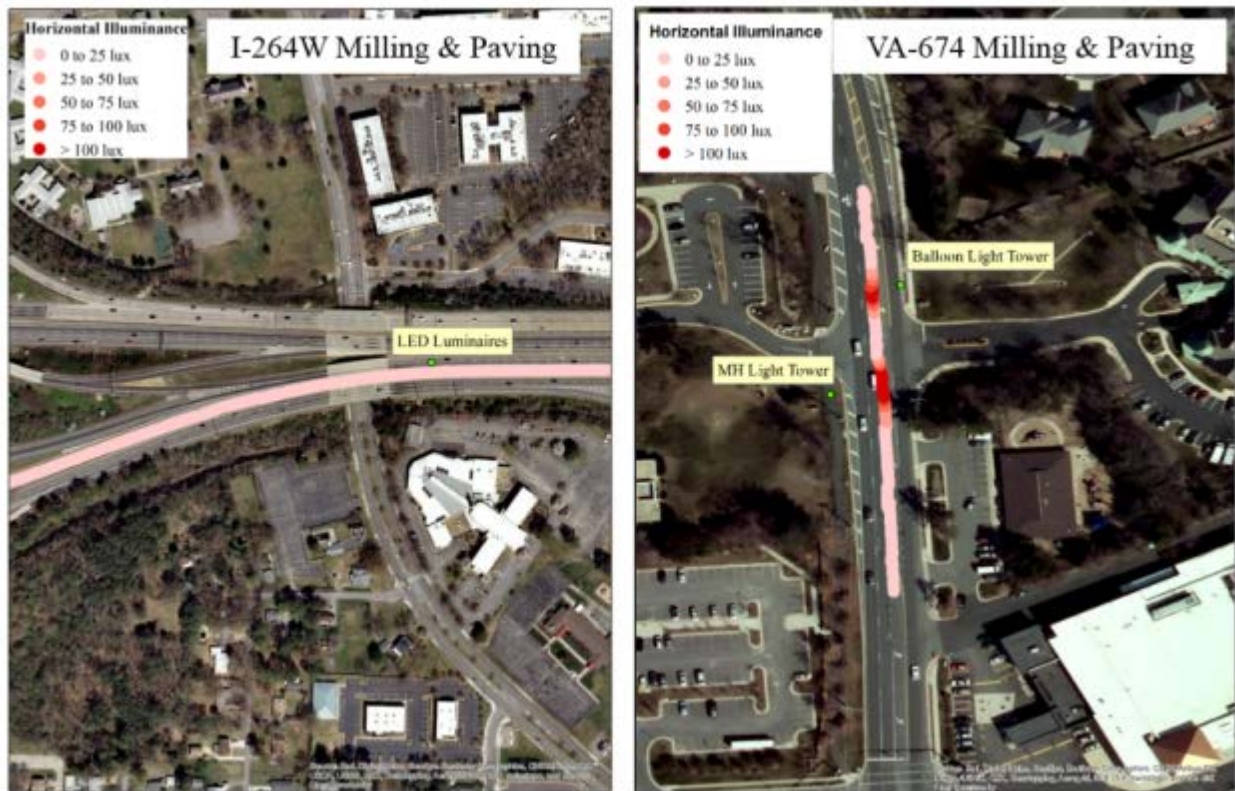 Horizontal Illuminance
0 to 25 lux
25 to 50 lux
50 to 75 lux
75 to 100 lux
> 100 lux
I-264W Milling & Paving
LED Luminaires
Horizontal Illuminance
0 to 25 lux
25 to 50 lux
50 to 75 lux
75 to 100 lux
> 100 lux
VA-674 Milling & Paving
Balloon Light Tower
MH Light Tower